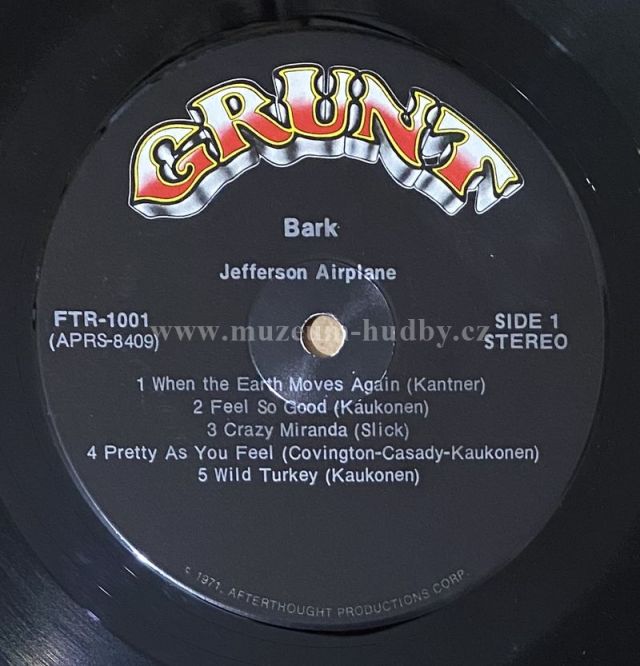 GRUNT
Bark
Jefferson Airplane
FTR-1001
(APRS-8409)
SIDE 1
STEREO
www.muzeum-hudby.cz
1 When the Earth Moves Again (Kantner)
2 Feel So Good (Kaukonen)
3 Crazy Miranda (Slick)
4 Pretty As You Feel (Covington-Casady-Kaukonen)
5 Wild Turkey (Kaukonen)
© 1971, AFTERTHOUGHT PRODUCTIONS CORP.